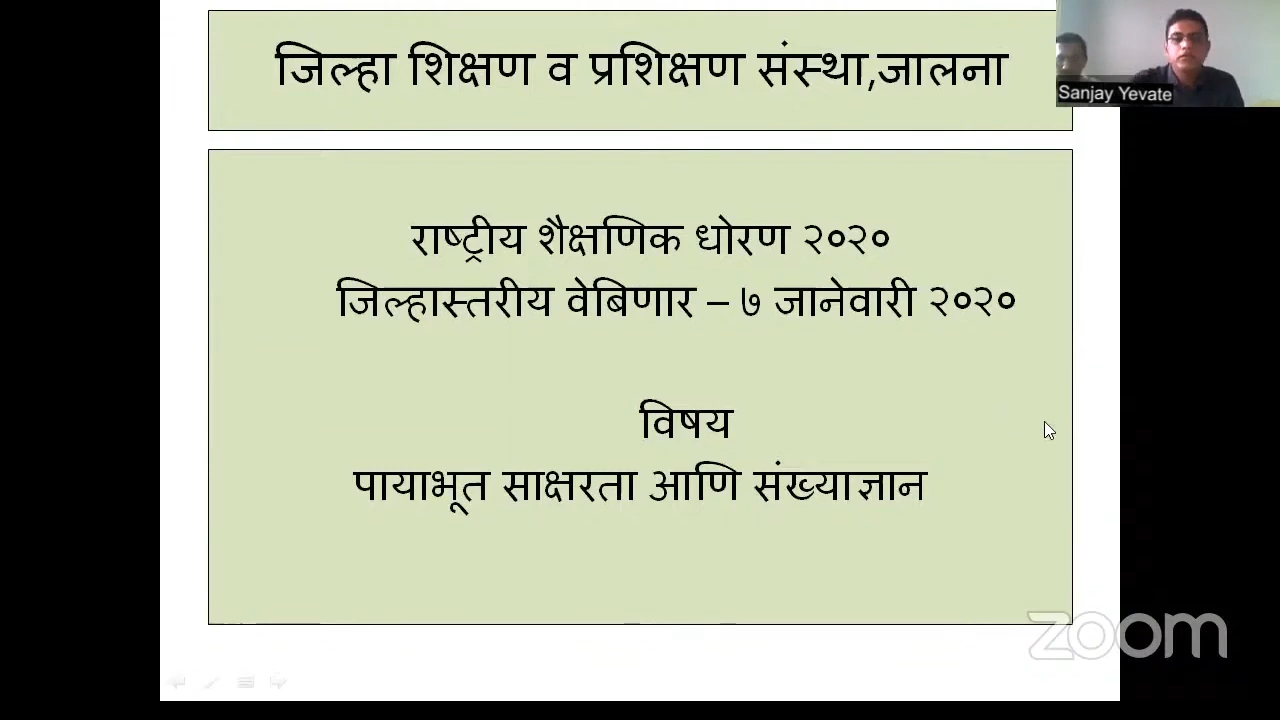 जिल्हा शिक्षण व प्रशिक्षण संस्था,जालना
Sanjay Yevate
राष्ट्रीय शैक्षणिक धोरण २०२०
जिल्हास्तरीय वेबिणार – ७ जानेवारी २०२०
विषय
पायाभूत साक्षरता आणि संख्याज्ञान
zoom